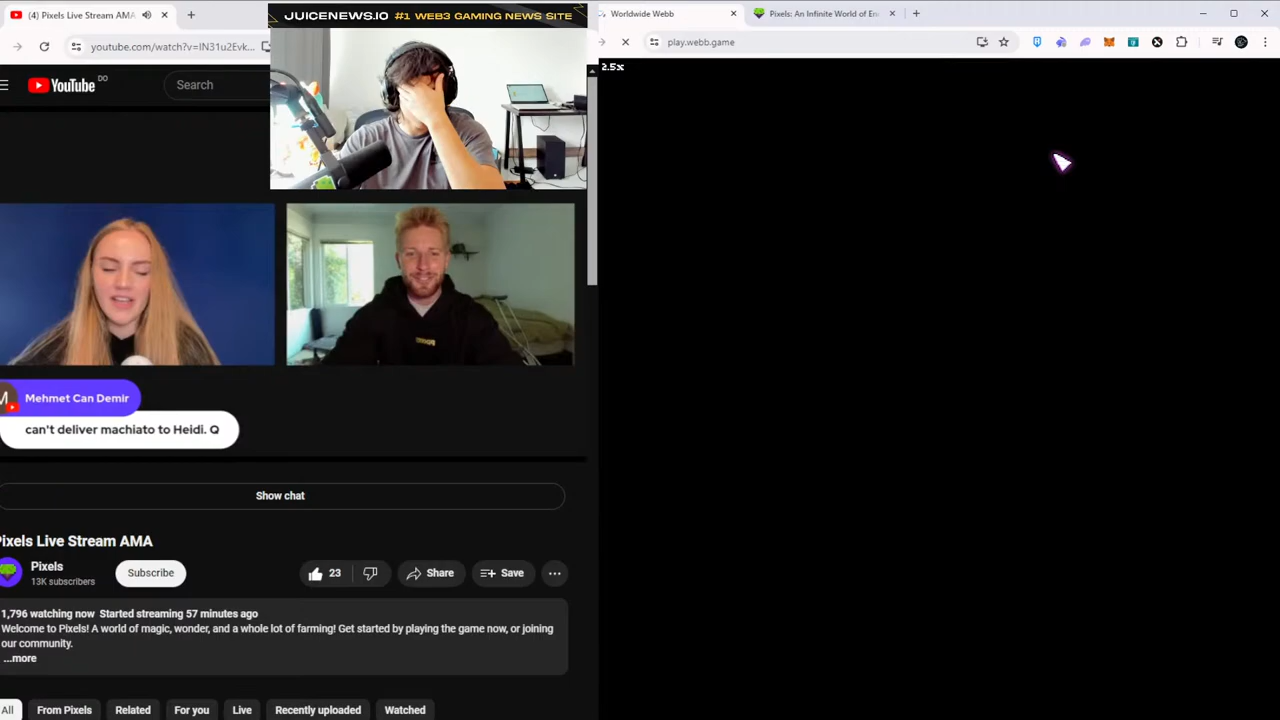 (4) Pixels Live Stream AMA
JUICENEWS.IO #1 WEB3 GAMING NEWS SITE
Worldwide Webb
Pixels: An Infinite World of En
youtube.com/watch?v=IN31u2Evk...
play.webb.game
YouTube DO
Search
2.5x
M
Mehmet Can Demir
can't deliver machiato to Heidi. Q
Show chat
Pixels Live Stream AMA
Pixels
13K subscribers
Subscribe
23
Share
Save
1,796 watching now Started streaming 57 minutes ago
Welcome to Pixels! A world of magic, wonder, and a whole lot of farming! Get started by playing the game now, or joining
our community.
...more
All
From Pixels
Related
For you
Live
Recently uploaded
Watched